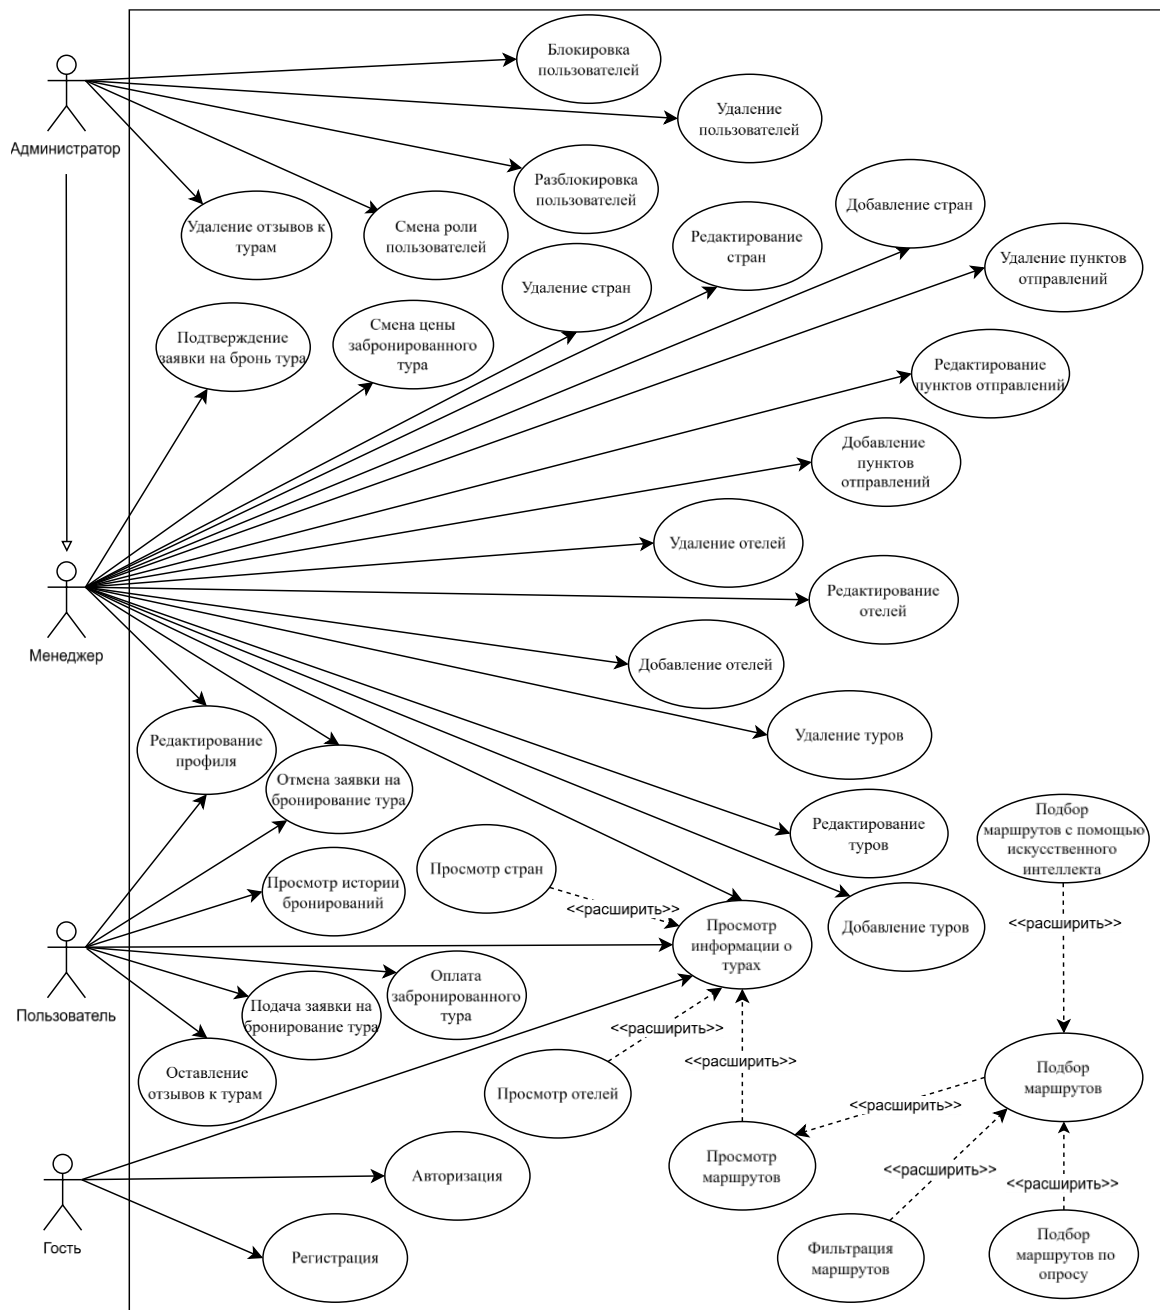 Блокировка
пользователей
Удаление
пользователей
Администратор
Разблокировка
пользователей
Удаление отзывов к
турам
Смена роли
пользователей
Добавление стран
Редактирование
стран
Удаление пунктов
отправлений
Удаление стран
Подтверждение
заявки на бронь тура
Смена цены
забронированного
тура
Редактирование
пунктов отправлений
Добавление
пунктов
отправлений
Удаление отелей
Редактирование
отелей
Менеджер
Добавление отелей
Удаление туров
Редактирование
профиля
Отмена заявки на
бронирование тура
Редактирование
туров
Подбор
маршрутов с помощью
искусственного
интеллекта
Просмотр стран
Просмотр истории
бронирований
<<расширить>>
Просмотр
информации о
турах
Добавление туров
<<расширить>>
Пользователь
Оплата
забронированного
тура
Подача заявки на
бронирование тура
<<расширить>>
<<расширить>>
Оставление
отзывов к турам
Просмотр отелей
Подбор
маршрутов
<<расширить>>
Просмотр
маршрутов
Авторизация
<<расширить>>
<<расширить>>
Гость
Регистрация
Фильтрация
маршрутов
Подбор
маршрутов по
опросу